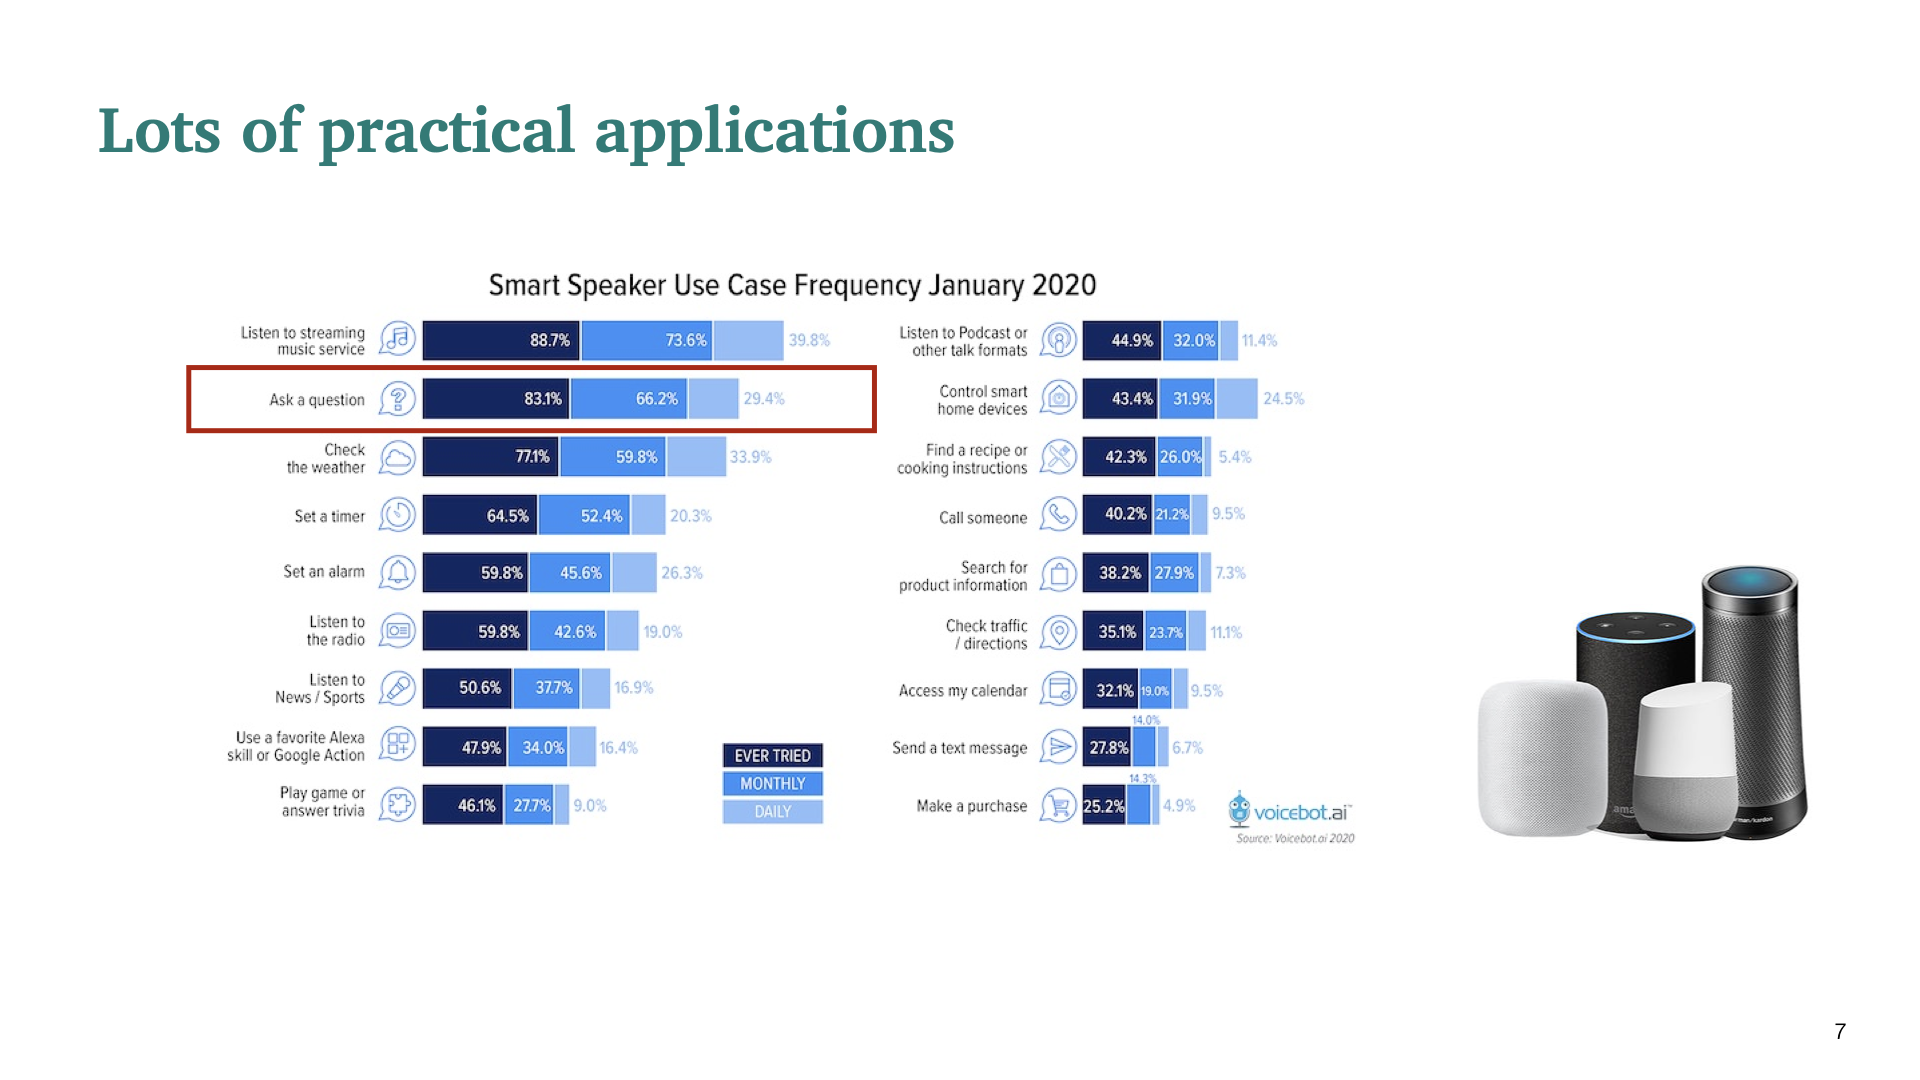 Lots of practical applications
Smart Speaker Use Case Frequency January 2020
Listen to streaming
music service
88.7%
73.6%
39.8%
Ask a question
83.1%
66.2%
29.4%
Check
the weather
77.1%
59.8%
33.9%
Set a timer
64.5%
52.4%
20.3%
Set an alarm
59.8%
45.6%
26.3%
Listen to
the radio
59.8%
42.6%
19.0%
Listen to
News / Sports
50.6%
37.7%
16.9%
Use a favorite Alexa
skill or Google Action
47.9%
34.0%
16.4%
Play game or
answer trivia
46.1%
27.7%
9.0%
EVER TRIED
MONTHLY
DAILY
Listen to Podcast or
other talk formats
44.9%
32.0%
11.4%
Control smart
home devices
43.4%
31.9%
24.5%
Find a recipe or
cooking instructions
42.3%
26.0%
5.4%
Call someone
40.2%
21.2%
9.5%
Search for
product information
38.2%
27.9%
7.3%
Check traffic
/ directions
35.1%
23.7%
11.1%
Access my calendar
32.1%
19.0%
9.5%
Send a text message
27.8%
14.0%
6.7%
Make a purchase
25.2%
14.3%
4.9%
voicebot.ai
Source: Voicebot.ai 2020
7